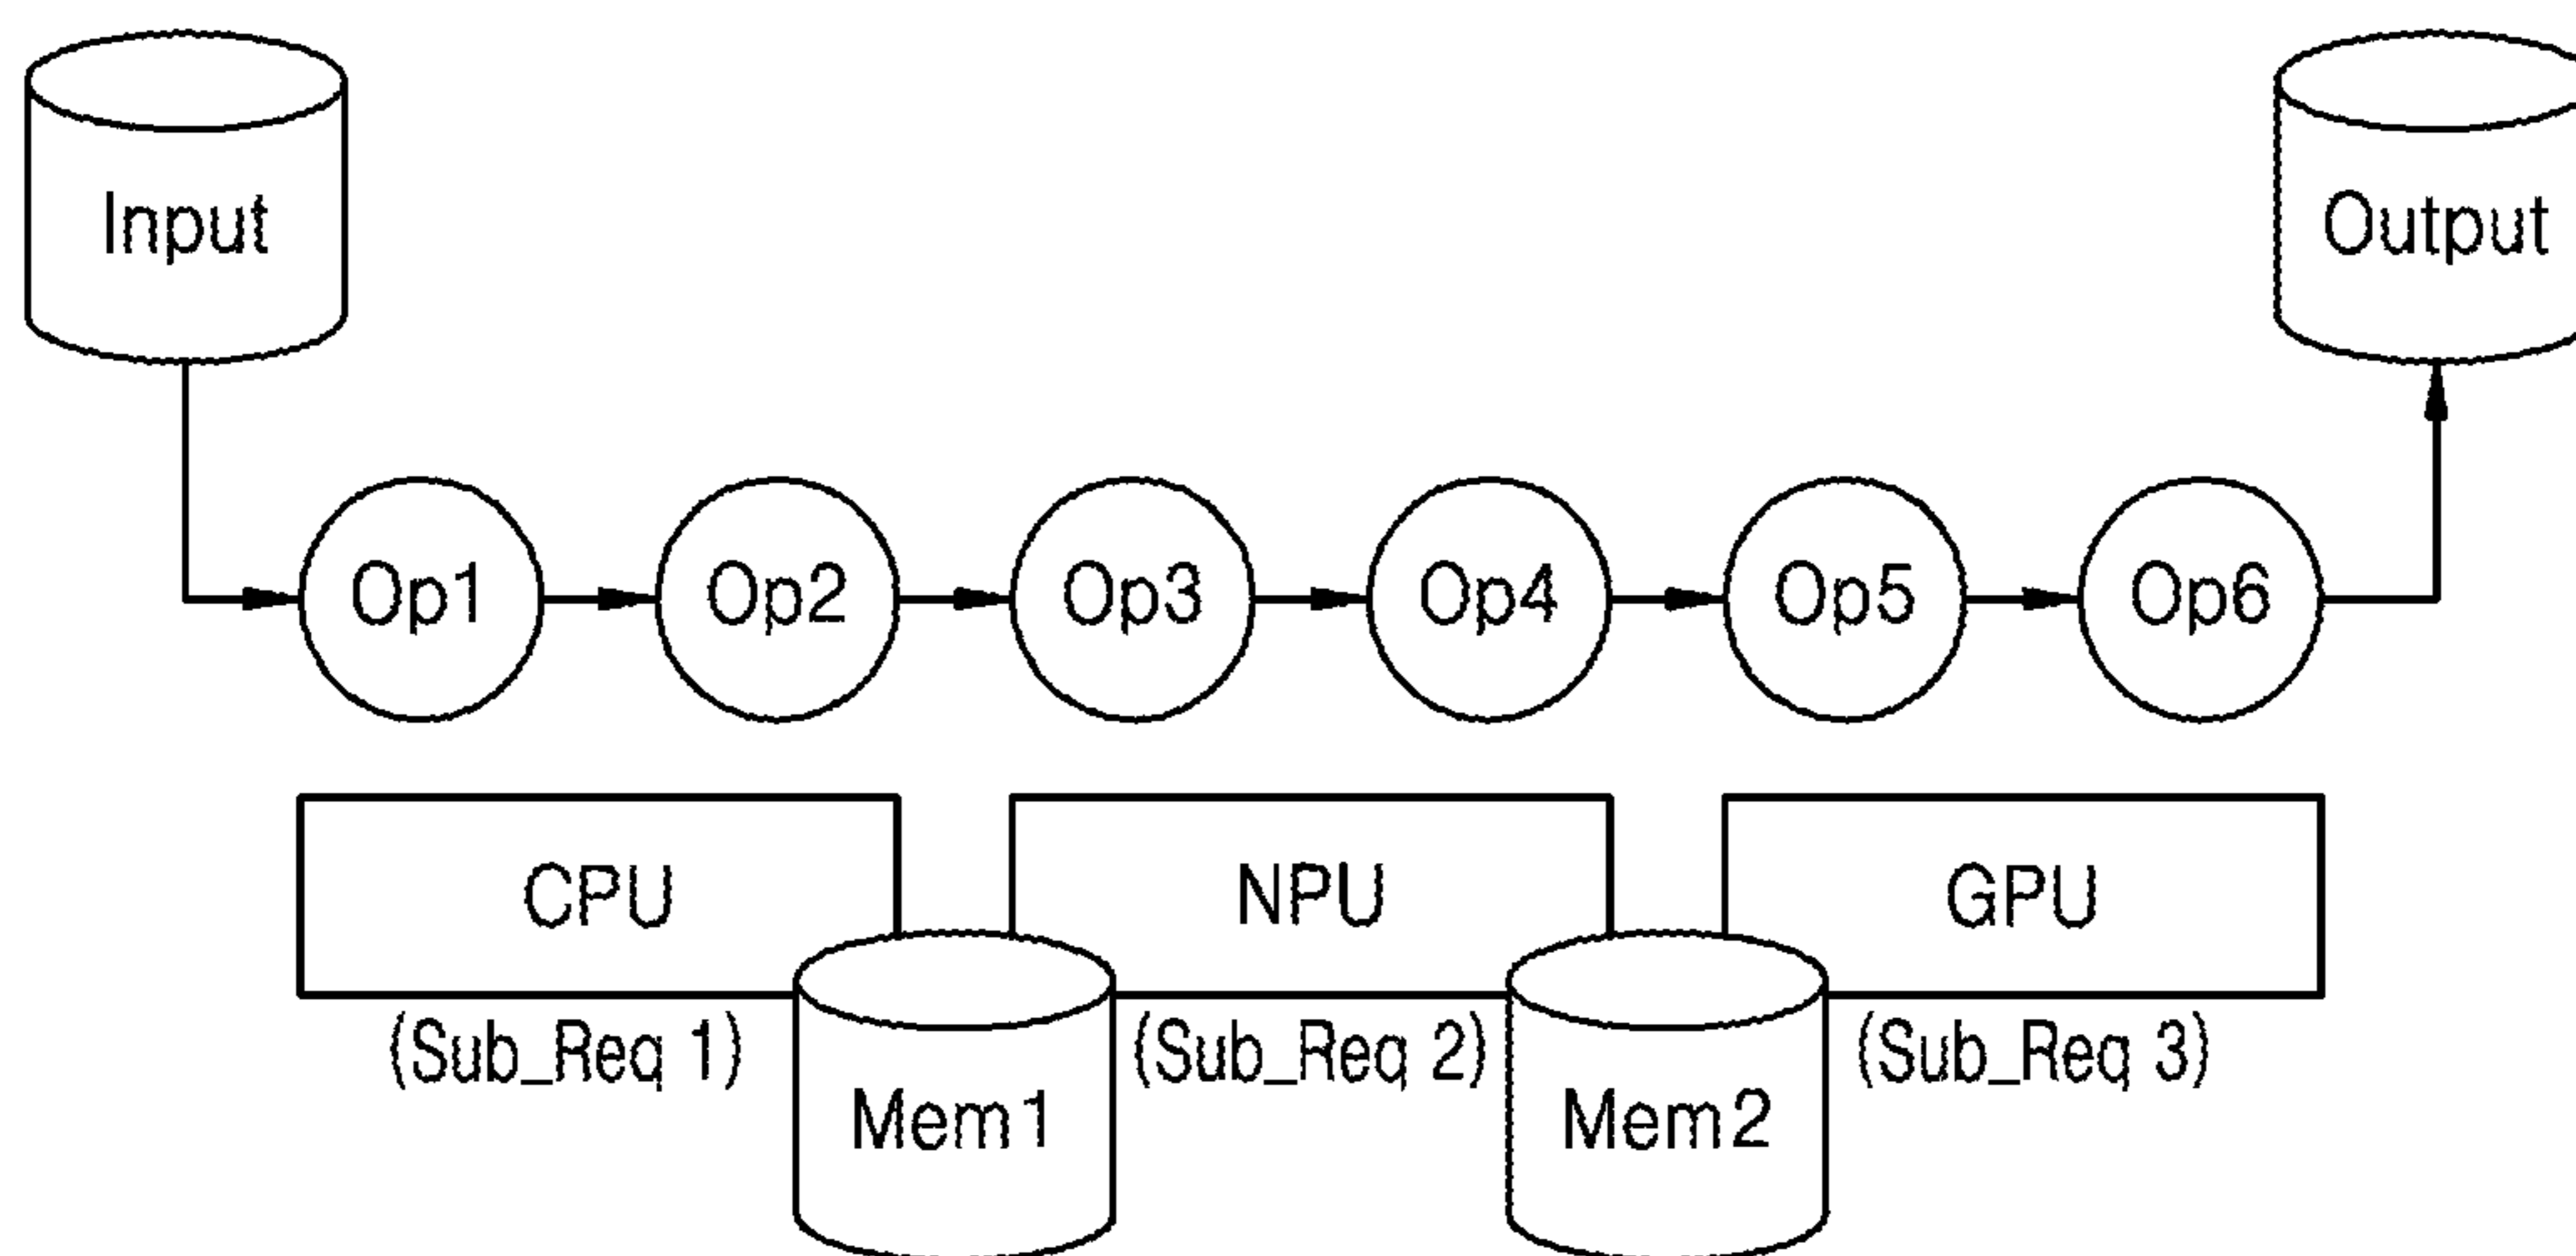 Input
Output
Op1
Op2
Op3
Op4
Op5
Op6
CPU
NPU
GPU
(Sub_Req 1)
(Sub_Req 2)
(Sub_Req 3)
Mem1
Mem2